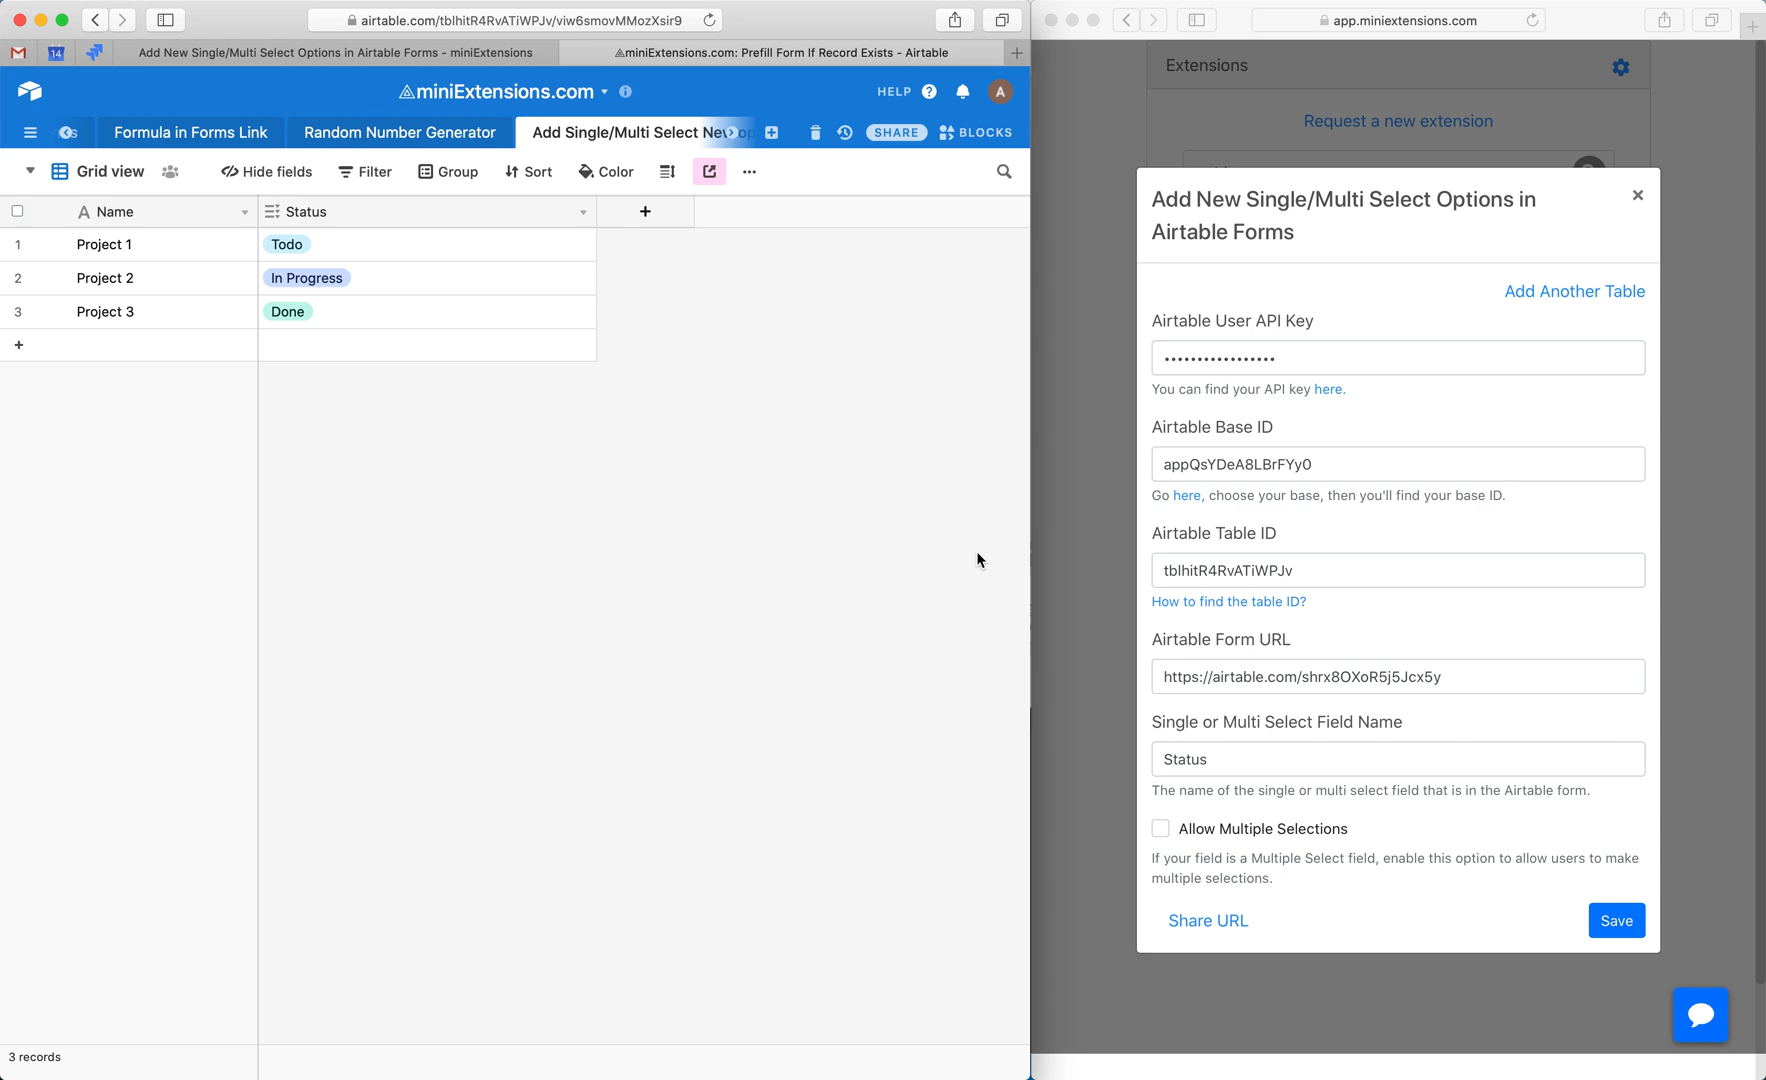 airtable.com/tblhitR4RvATiWPJv/viw6smovMMozXsir9
14
Add New Single/Multi Select Options in Airtable Forms - miniExtensions
miniExtensions.com: Prefill Form If Record Exists - Airtable
miniExtensions.com
HELP
A
Formula in Forms Link
Random Number Generator
Add Single/Multi Select New op
SHARE
BLOCKS
Grid view
Hide fields
Filter
Group
Sort
Color
Name
Status
1
Project 1
Todo
2
Project 2
In Progress
3
Project 3
Done
3 records
app.miniextensions.com
Extensions
Request a new extension
Add New Single/Multi Select Options in
Airtable Forms
Add Another Table
Airtable User API Key
•••••••••••••••••
You can find your API key here.
Airtable Base ID
appQsYDeA8LBrFYy0
Go here, choose your base, then you'll find your base ID.
Airtable Table ID
tblhitR4RvATiWPJv
How to find the table ID?
Airtable Form URL
https://airtable.com/shrx8OXoR5j5Jcx5y
Single or Multi Select Field Name
Status
The name of the single or multi select field that is in the Airtable form.
Allow Multiple Selections
If your field is a Multiple Select field, enable this option to allow users to make
multiple selections.
Share URL
Save